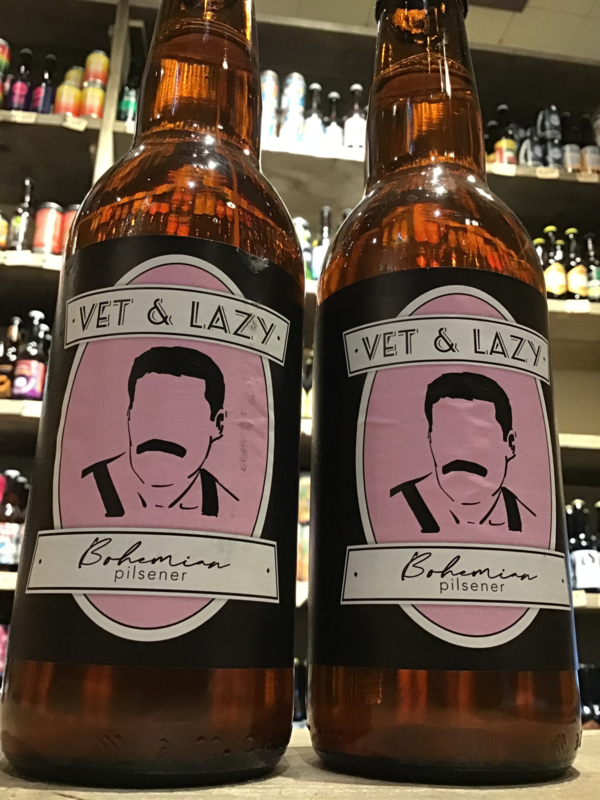 VET & LAZY
Bohemian
pilsener
VET & LAZY
Bohemian
pilsener